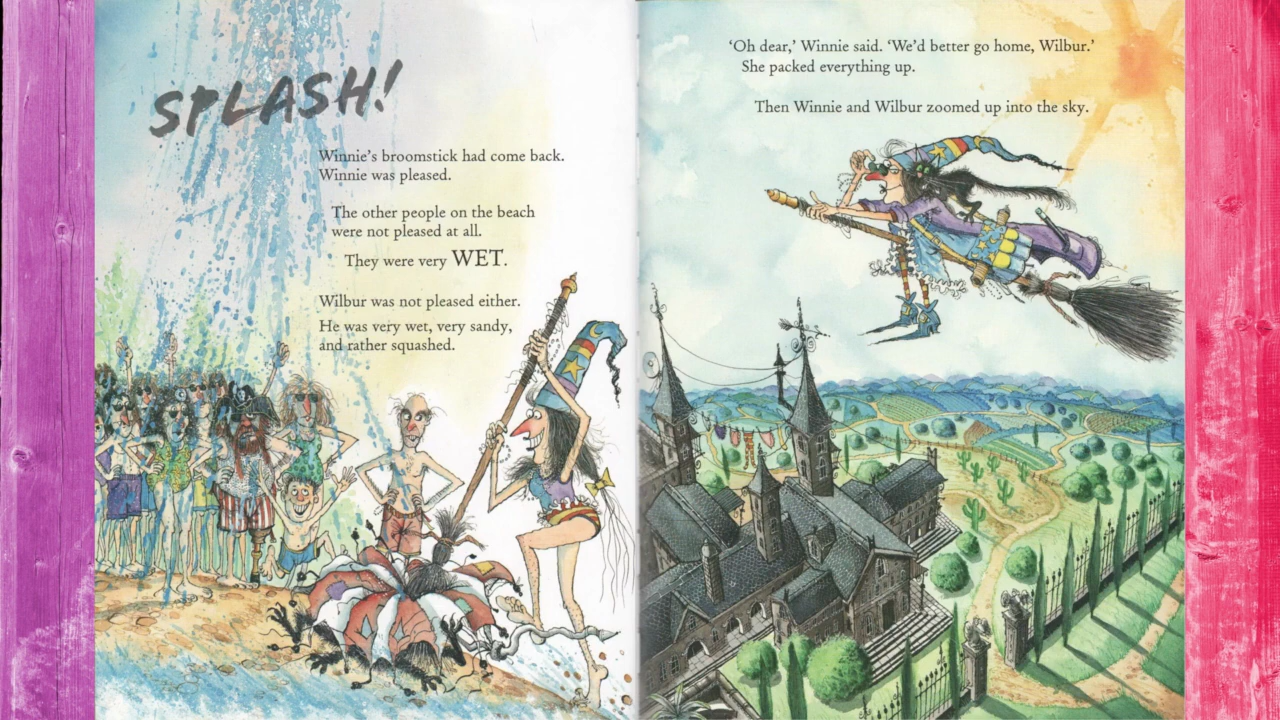 SPLASH!
Winnie's broomstick had come back.
Winnie was pleased.
The other people on the beach
were not pleased at all.
They were very WET.
Wilbur was not pleased either.
He was very wet, very sandy,
and rather squashed.
‘Oh dear,’ Winnie said. ‘We’d better go home, Wilbur.’
She packed everything up.
Then Winnie and Wilbur zoomed up into the sky.